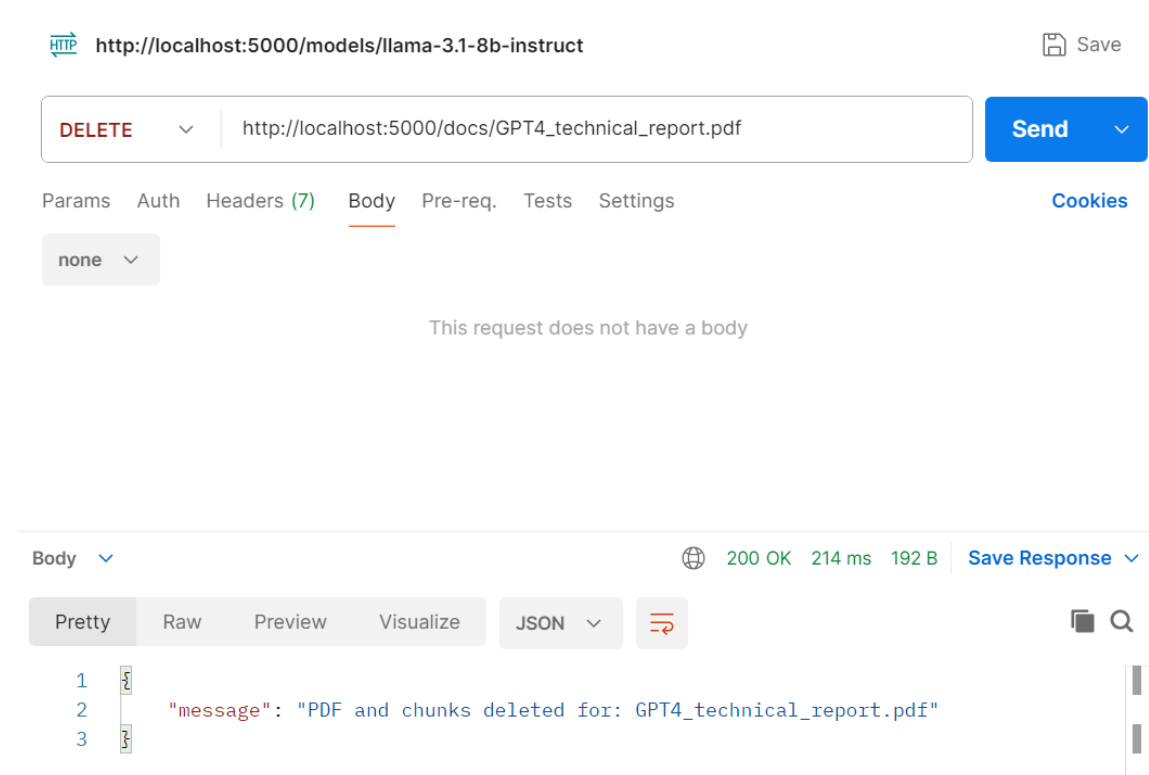 HTTP http://localhost:5000/models/llama-3.1-8b-instruct Save
DELETE http://localhost:5000/docs/GPT4_technical_report.pdf Send
Params Auth Headers (7) Body Pre-req. Tests Settings Cookies
none
This request does not have a body
Body 200 OK 214 ms 192 B Save Response
Pretty Raw Preview Visualize JSON
1 {
2 "message": "PDF and chunks deleted for: GPT4_technical_report.pdf"
3 }